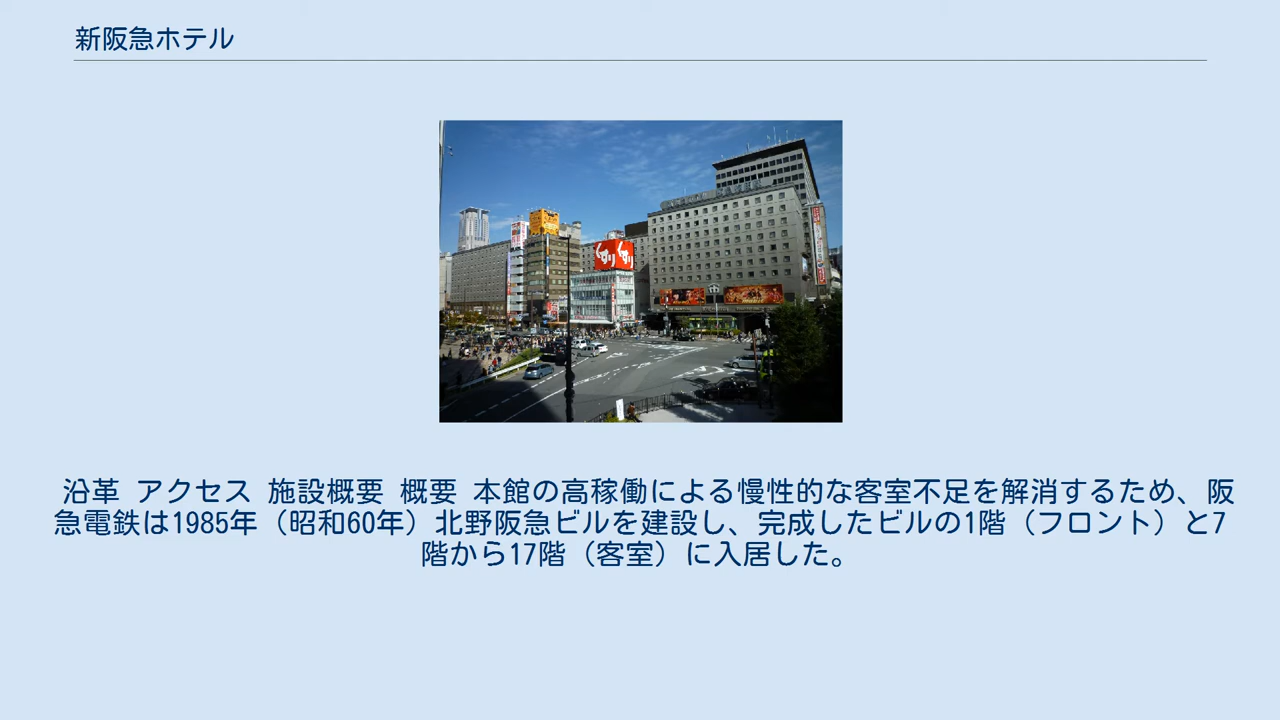 新阪急ホテル
くすり
沿革 アクセス 施設概要 概要 本館の高稼働による慢性的な客室不足を解消するため、阪
急電鉄は1985年（昭和60年）北野阪急ビルを建設し、完成したビルの1階（フロント）と7
階から17階（客室）に入居した。